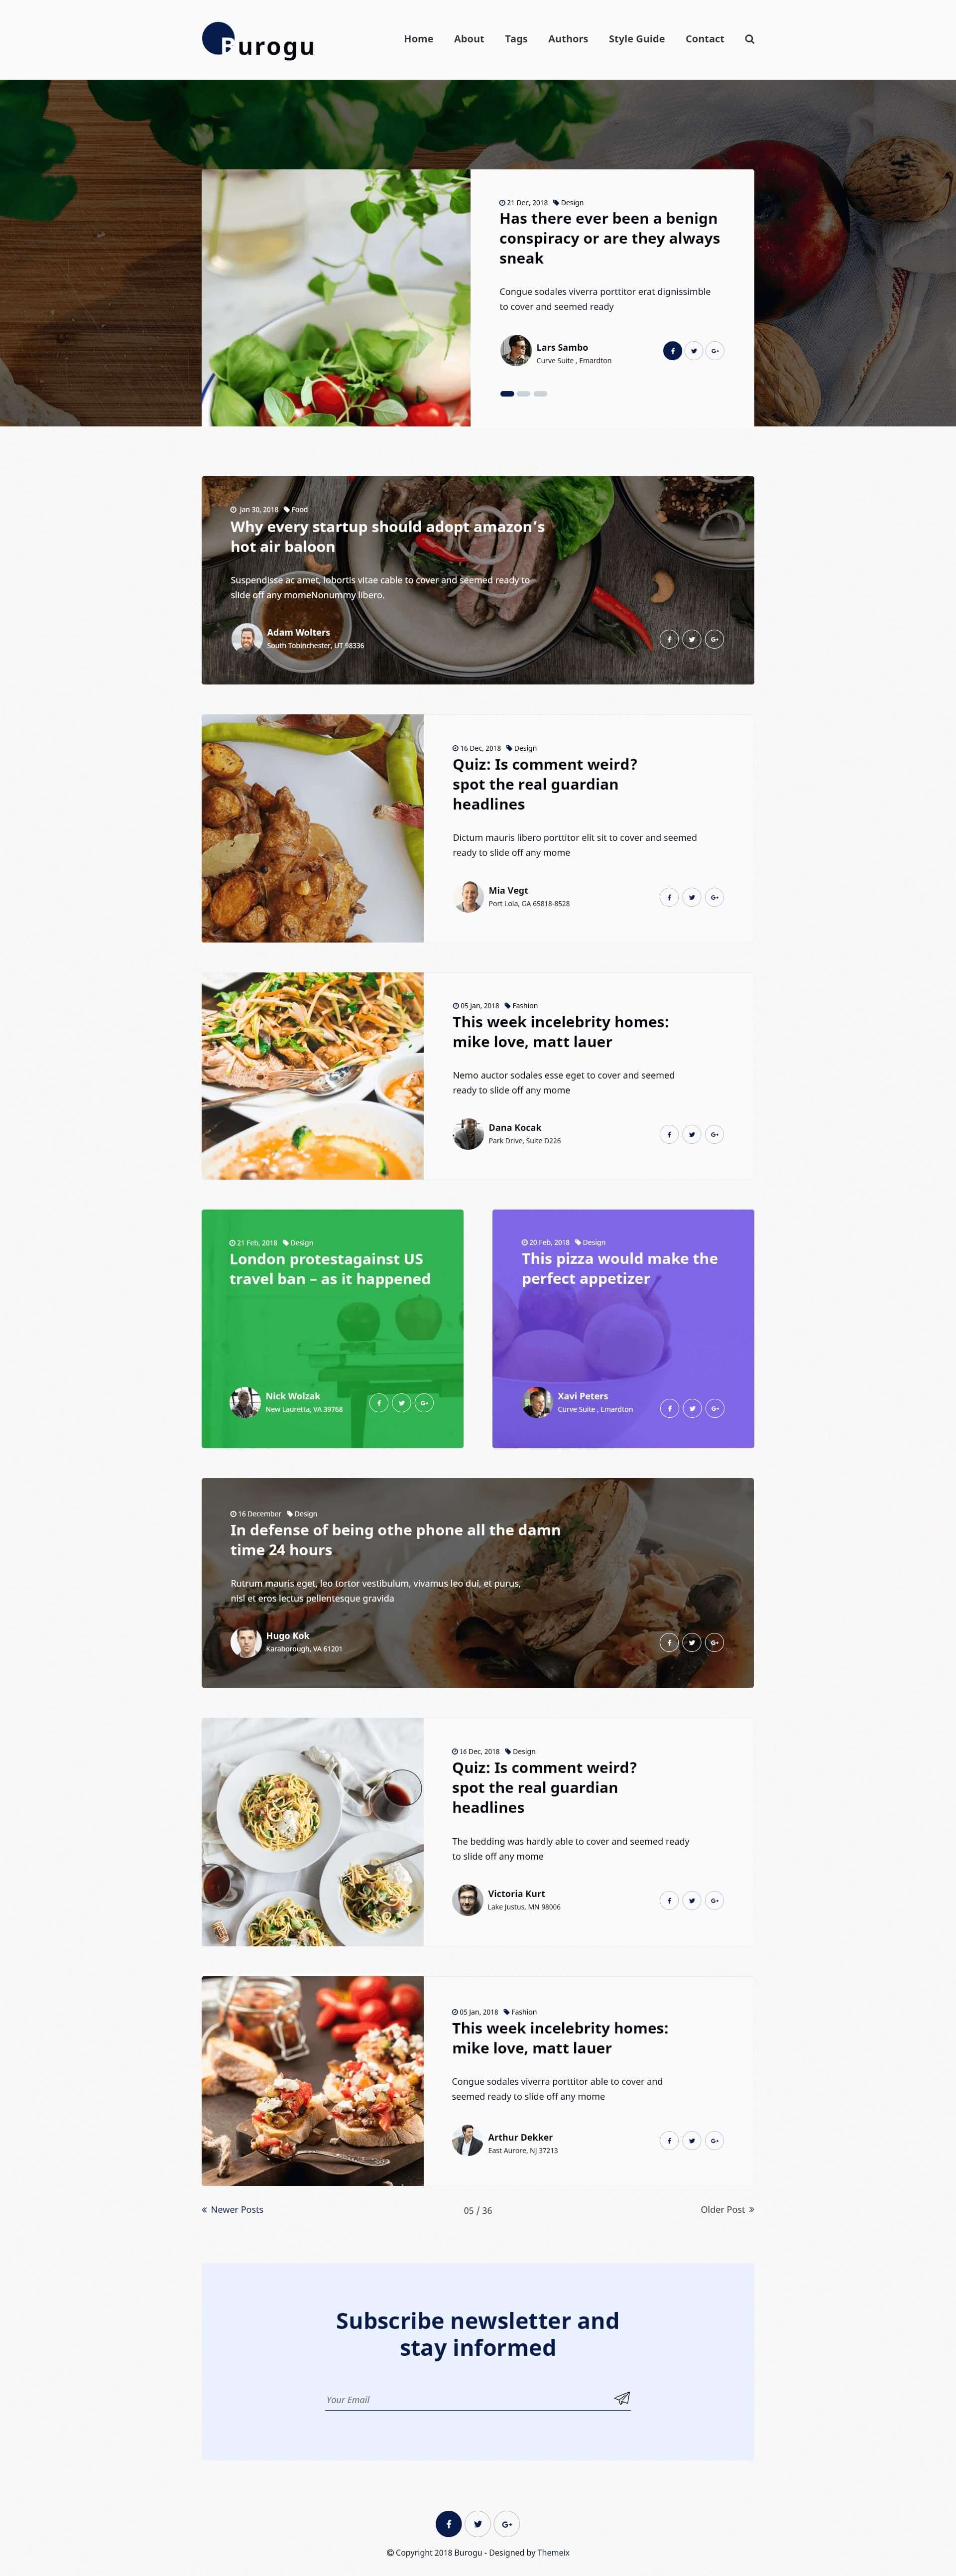 Burogu
Home About Tags Authors Style Guide Contact
21 Dec, 2018 Design
Has there ever been a benign
conspiracy or are they always
sneak
Congue sodales viverra porttitor erat dignissimble
to cover and seemed ready
Lars Sambo
Curve Suite , Emardton
Jan 30, 2018 Food
Why every startup should adopt amazon's
hot air baloon
Suspendisse ac amet, lobortis vitae cable to cover and seemed ready to
slide off any momeNonummy libero.
Adam Wolters
South Tobinchester, UT 98336
16 Dec, 2018 Design
Quiz: Is comment weird?
spot the real guardian
headlines
Dictum mauris libero porttitor elit sit to cover and seemed
ready to slide off any mome
Mia Vegt
Port Lola, GA 65818-8528
05 Jan, 2018 Fashion
This week incelebrity homes:
mike love, matt lauer
Nemo auctor sodales esse eget to cover and seemed
ready to slide off any mome
Dana Kocak
Park Drive, Suite D226
21 Feb, 2018 Design
London protestagainst US
travel ban – as it happened
Nick Wolzak
New Lauretta, VA 39768
20 Feb, 2018 Design
This pizza would make the
perfect appetizer
Xavi Peters
Curve Suite , Emardton
16 December Design
In defense of being othe phone all the damn
time 24 hours
Rutrum mauris eget, leo tortor vestibulum, vivamus leo dui, et purus,
nisl et eros lectus pellentesque gravida
Hugo Kok
Karaborough, VA 61201
16 Dec, 2018 Design
Quiz: Is comment weird?
spot the real guardian
headlines
The bedding was hardly able to cover and seemed ready
to slide off any mome
Victoria Kurt
Lake Justus, MN 98006
05 Jan, 2018 Fashion
This week incelebrity homes:
mike love, matt lauer
Congue sodales viverra porttitor able to cover and
seemed ready to slide off any mome
Arthur Dekker
East Aurore, NJ 37213
« Newer Posts 05 / 36 Older Post »
Subscribe newsletter and
stay informed
Your Email
© Copyright 2018 Burogu - Designed by Themeix